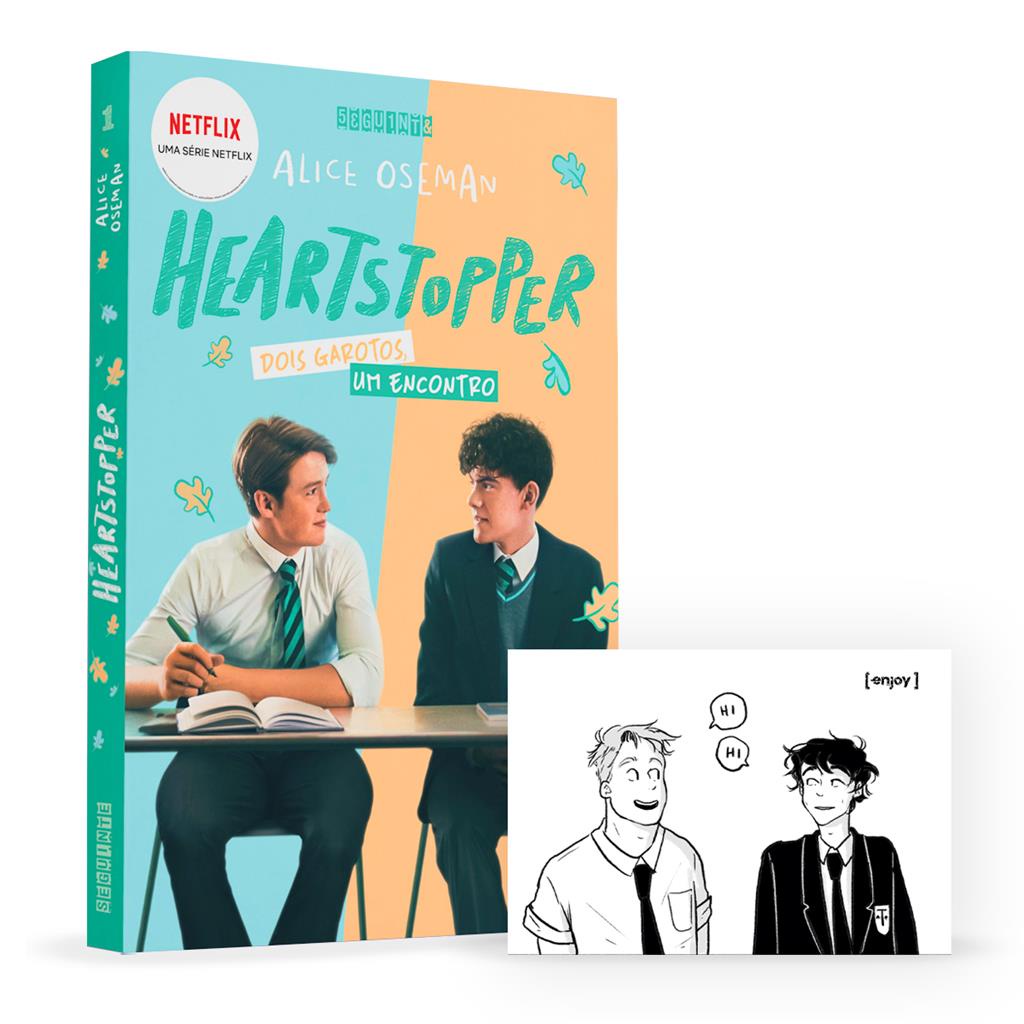 NETFLIX
UMA SÉRIE NETFLIX
SEGUINTE
ALICE OSEMAN
HEARTSTOPPER
DOIS GAROTOS,
UM ENCONTRO
1
ALICE
OSEMAN
HEARTSTOPPER
SEGUINTE
[enjoy]
HI
HI